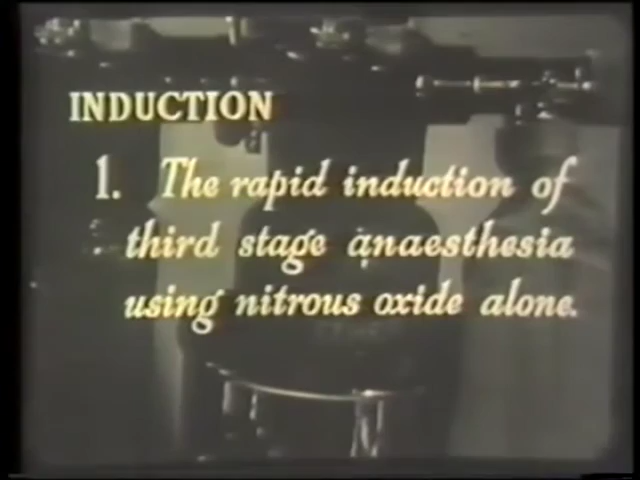 INDUCTION
1. The rapid induction of
third stage anaesthesia
using nitrous oxide alone.